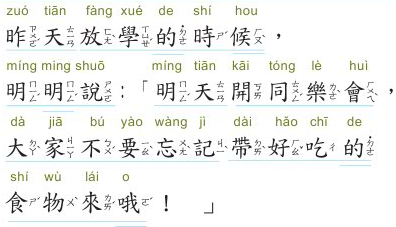 zuó tiān fàng xué de shí hou
昨天放學的時候，
míng ming shuō míng tiān kāi tóng lè huì
明明說：「明天開同樂會，
dà jiā bú yào wàng jì dài hǎo chī de
大家不要忘記帶好吃的
shí wù lái o
食物來哦！　」